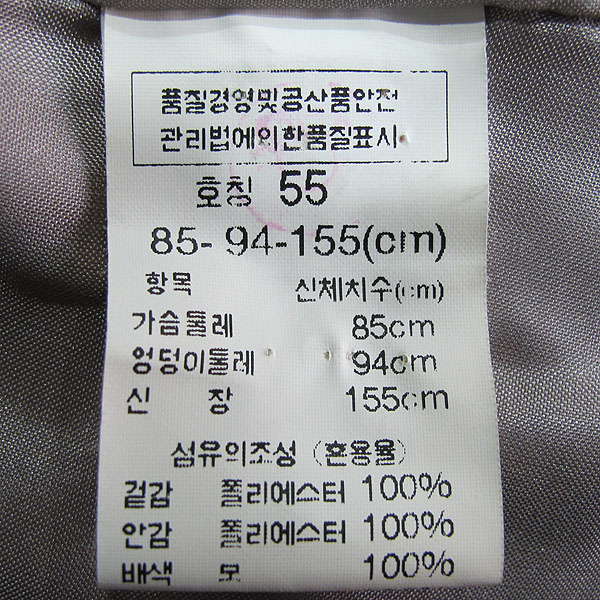 품질경영및공산품안전
관리법에의한품질표시
호칭 55
85- 94-155(cm)
항목 신체치수(cm)
가슴둘레 85cm
엉덩이둘레 94cm
신 장 155cm
섬유의조성 (혼용율)
겉감 폴리에스터 100%
안감 폴리에스터 100%
배색 모 100%